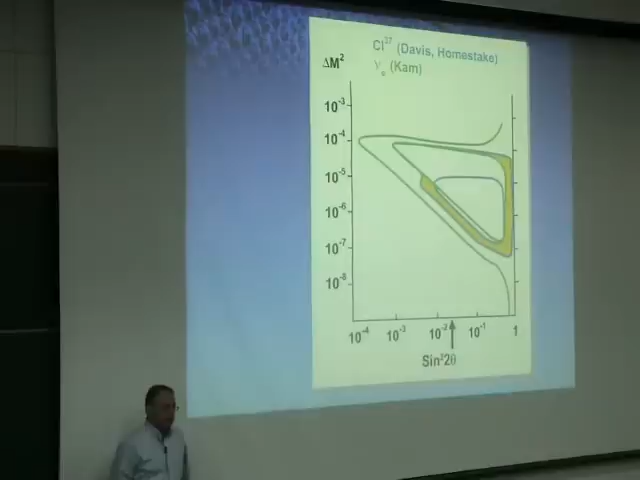 Cl³⁷ (Davis, Homestake)
ΔM²
γₑ (Kam)
10⁻³
10⁻⁴
10⁻⁵
10⁻⁶
10⁻⁷
10⁻⁸
10⁻⁴ 10⁻³ 10⁻² 10⁻¹ 1
Sin²2θ